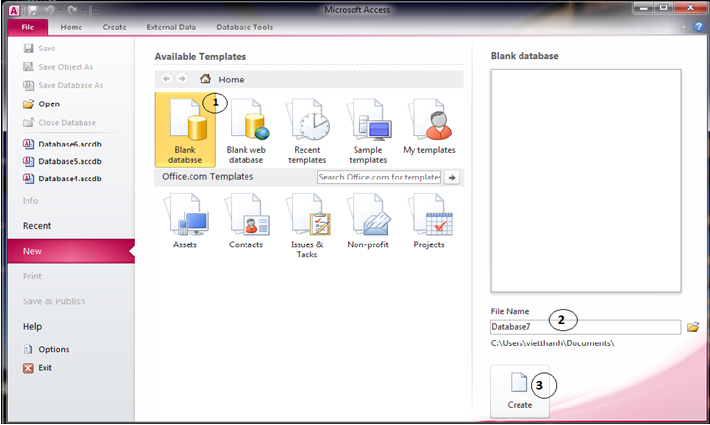 Microsoft Access
File Home Create External Data Database Tools
Save
Save Object As
Save Database As
Open
Close Database
Database6.accdb
Database5.accdb
Database4.accdb
Info
Recent
New
Print
Save & Publish
Help
Options
Exit
Available Templates
Home
1
Blank database
Blank web database
Recent templates
Sample templates
My templates
Office.com Templates
Search Office.com for templates
Assets
Contacts
Issues & Tasks
Non-profit
Projects
Blank database
File Name
Database7
2
C:\Users\vietthanh\Documents\
3
Create